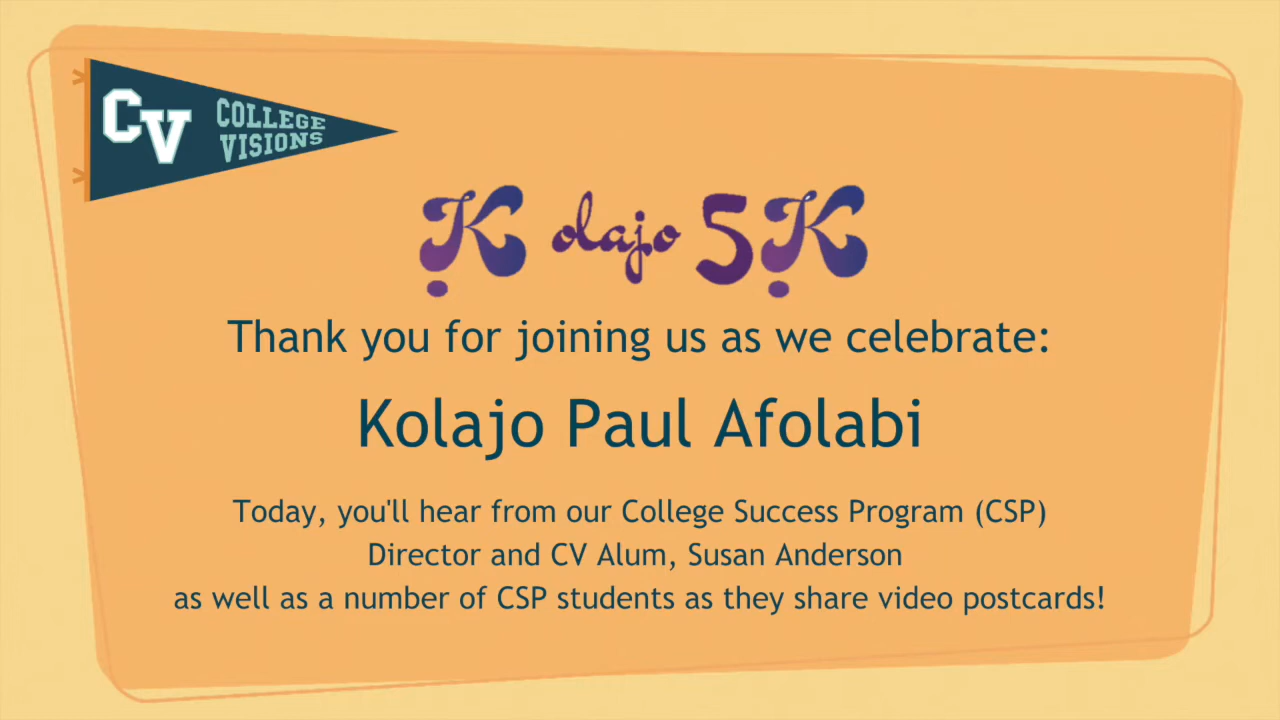 CV COLLEGE
VISIONS
Kolajo 5K
Thank you for joining us as we celebrate:
Kolajo Paul Afolabi
Today, you'll hear from our College Success Program (CSP)
Director and CV Alum, Susan Anderson
as well as a number of CSP students as they share video postcards!